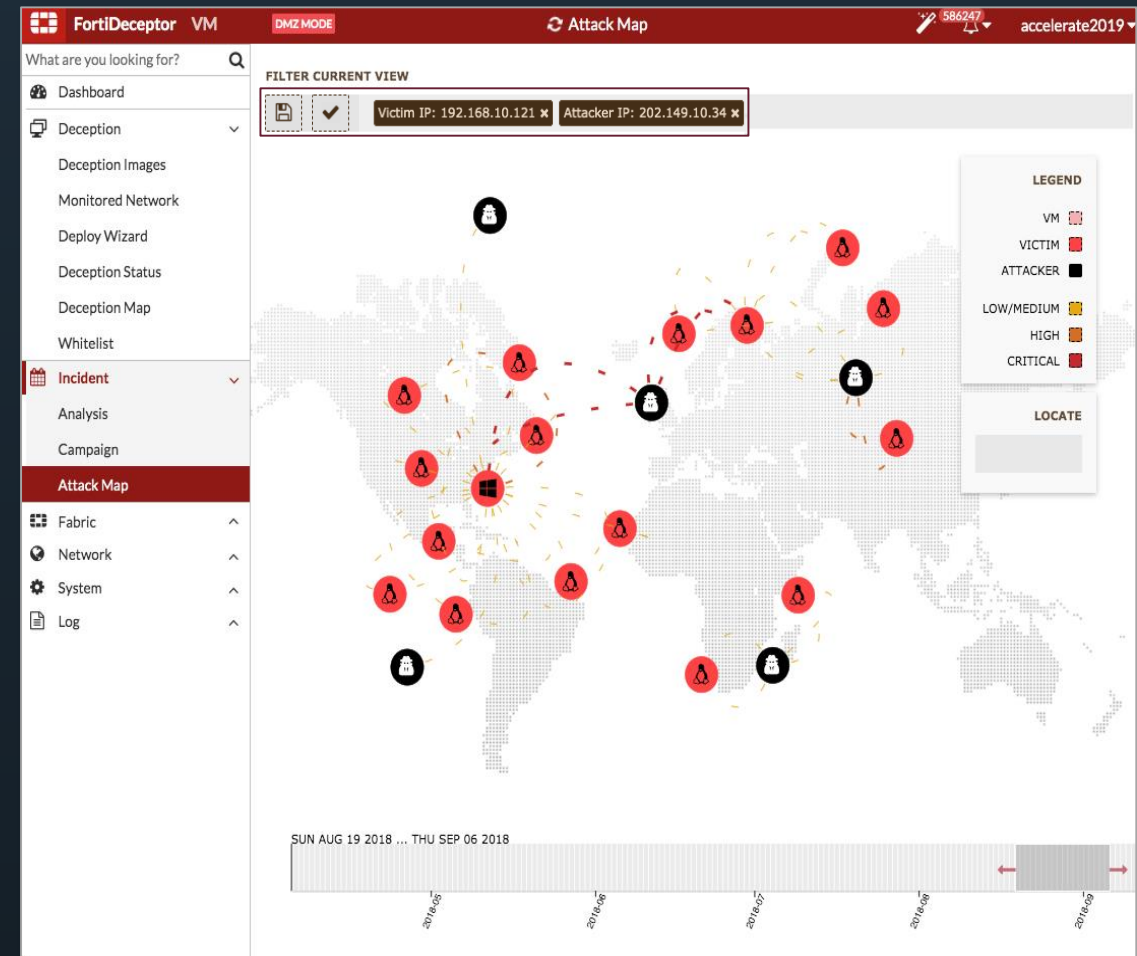 FortiDeceptor VM
DMZ MODE
Attack Map
586247
accelerate2019
What are you looking for?
Dashboard
Deception
Deception Images
Monitored Network
Deploy Wizard
Deception Status
Deception Map
Whitelist
Incident
Analysis
Campaign
Attack Map
Fabric
Network
System
Log
FILTER CURRENT VIEW
Victim IP: 192.168.10.121 × Attacker IP: 202.149.10.34 ×
LEGEND
VM
VICTIM
ATTACKER
LOW/MEDIUM
HIGH
CRITICAL
LOCATE
SUN AUG 19 2018 ... THU SEP 06 2018
2018-05
2018-06
2018-07
2018-08
2018-09